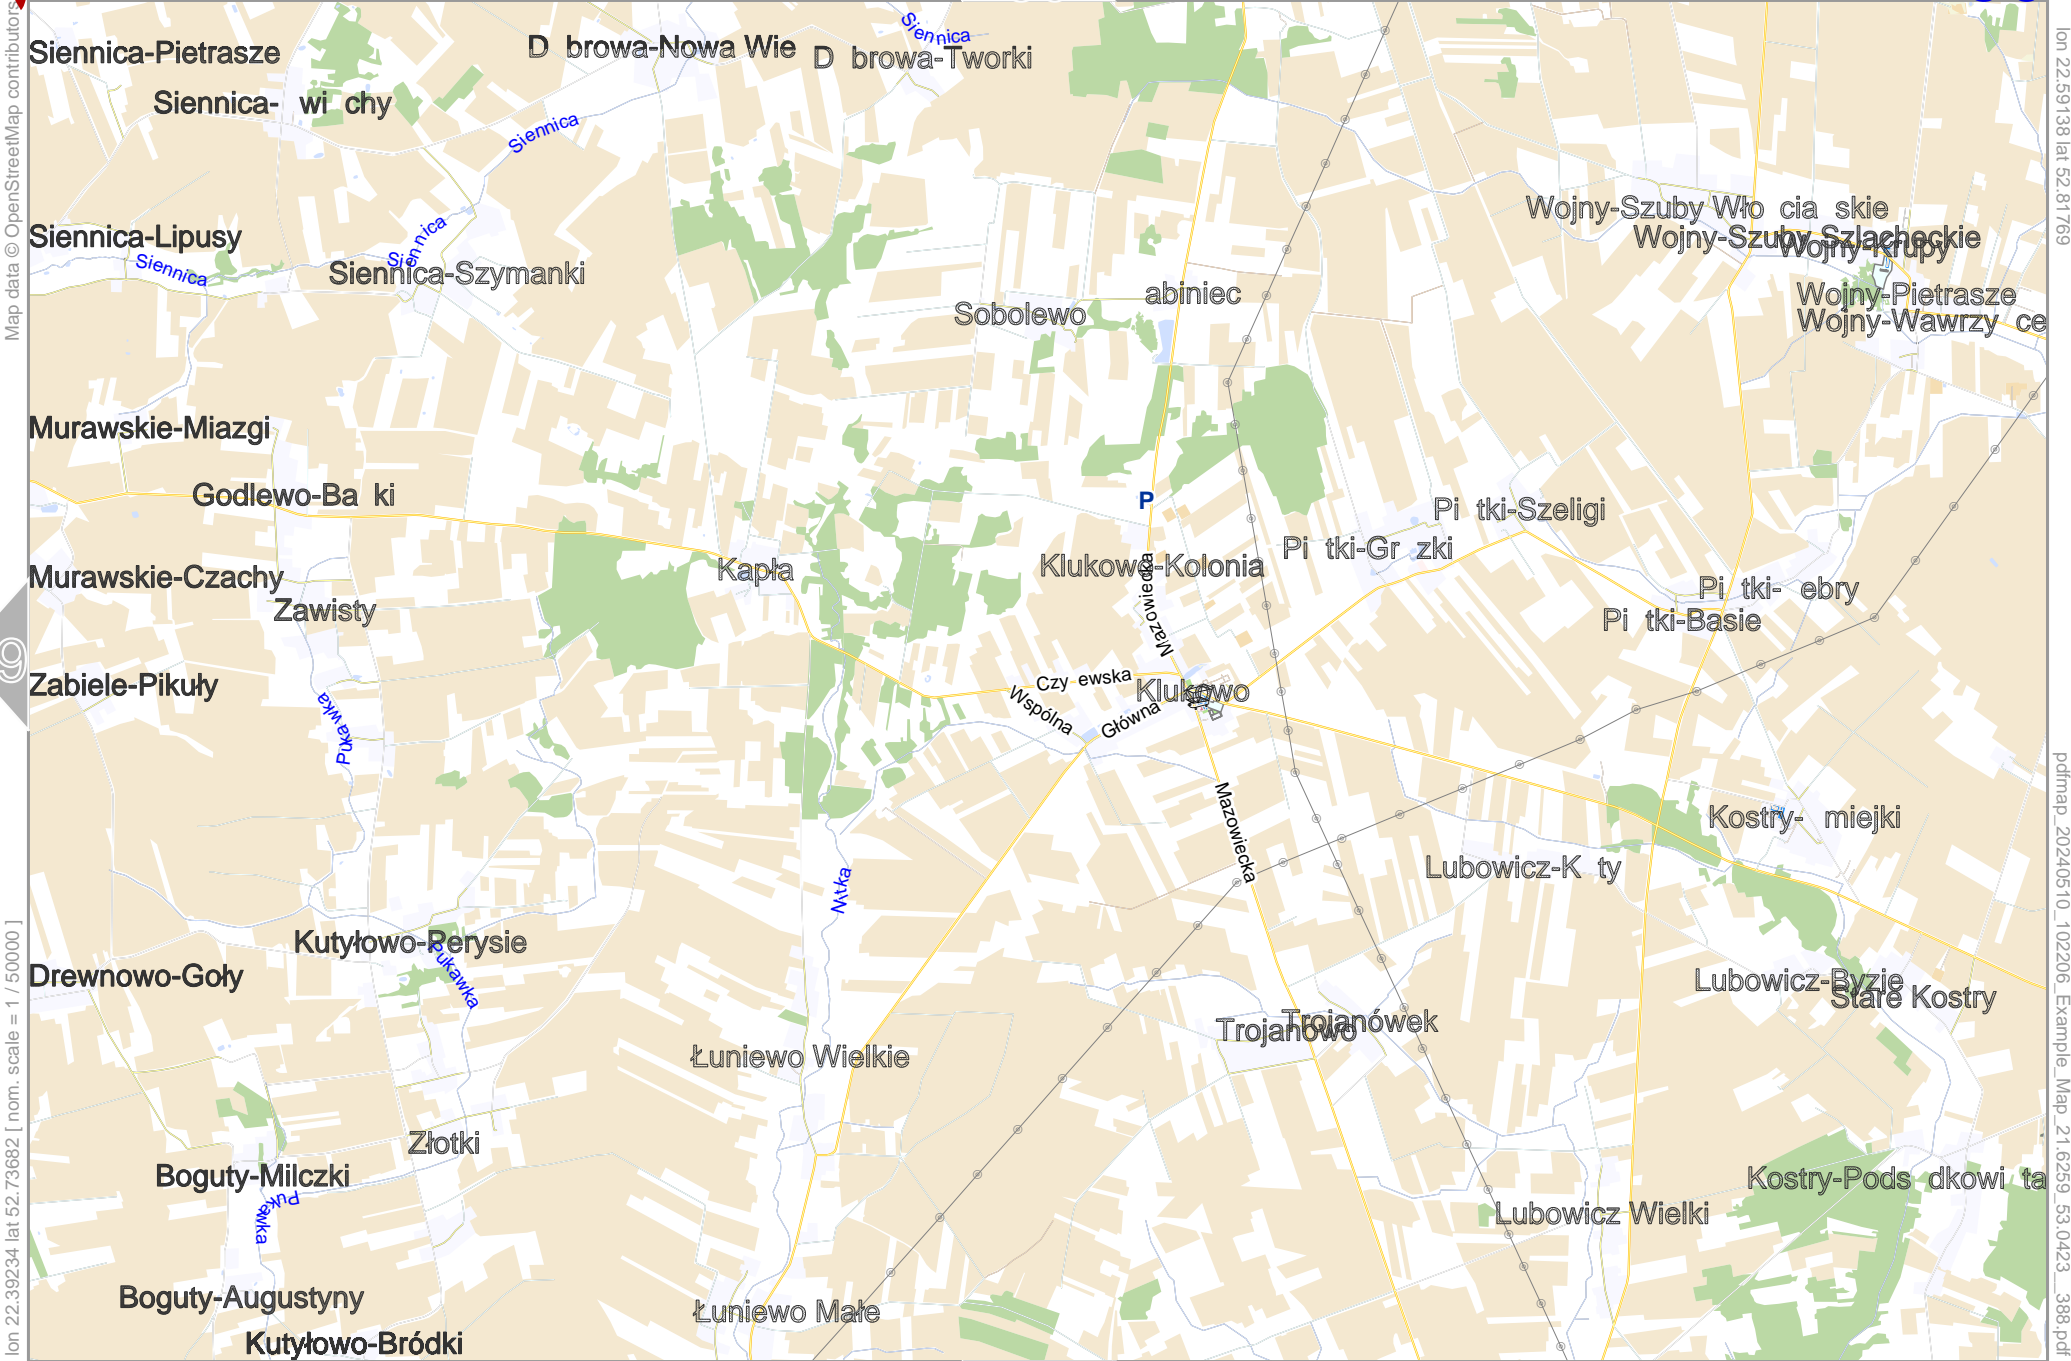 Map data © OpenStreetMap contributors
lon 22.39234 lat 52.73682 [ nom. scale = 1 / 50000 ]
lon 22.59138 lat 52.81769
pdfmap_20240510_102206_Example_Map_21.6259_53.0423__388.pdf
9
Siennica-Pietrasze
D browa-Nowa Wie
D browa-Tworki
Siennica
Siennica- wi chy
Siennica
Wojny-Szuby Wło cia skie
Siennica-Lipusy
Siennica
Wojny-Szuby Szlacheckie
Wojny-Krupy
Siennica
Siennica-Szymanki
abiniec
Sobolewo
Wojny-Pietrasze
Wojny-Wawrzy ce
Murawskie-Miazgi
Godlewo-Ba ki
P
Pi tki-Szeligi
Pi tki-Gr zki
Kapła
Klukowo-Kolonia
Mazowiecka
Murawskie-Czachy
Pi tki- ebry
Zawisty
Pi tki-Basie
Zabiele-Pikuły
Czy ewska
Klukowo
Wspólna
Główna
Pukawka
Mazowiecka
Kostry- miejki
Lubowicz-K ty
Nitka
Kutyłowo-Perysie
Pukawka
Drewnowo-Goły
Lubowicz-Byzie
Stare Kostry
Trojanówek
Trojanowo
Łuniewo Wielkie
Złotki
Boguty-Milczki
Pukawka
Kostry-Pods dkowi ta
Lubowicz Wielki
Boguty-Augustyny
Łuniewo Małe
Kutyłowo-Bródki